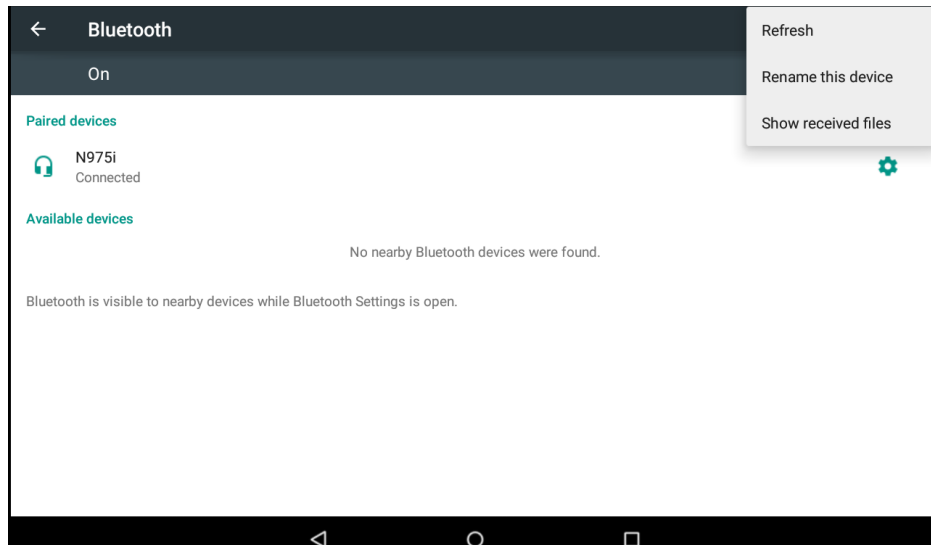 Bluetooth
On
Refresh
Rename this device
Show received files
Paired devices
N975i
Connected
Available devices
No nearby Bluetooth devices were found.
Bluetooth is visible to nearby devices while Bluetooth Settings is open.